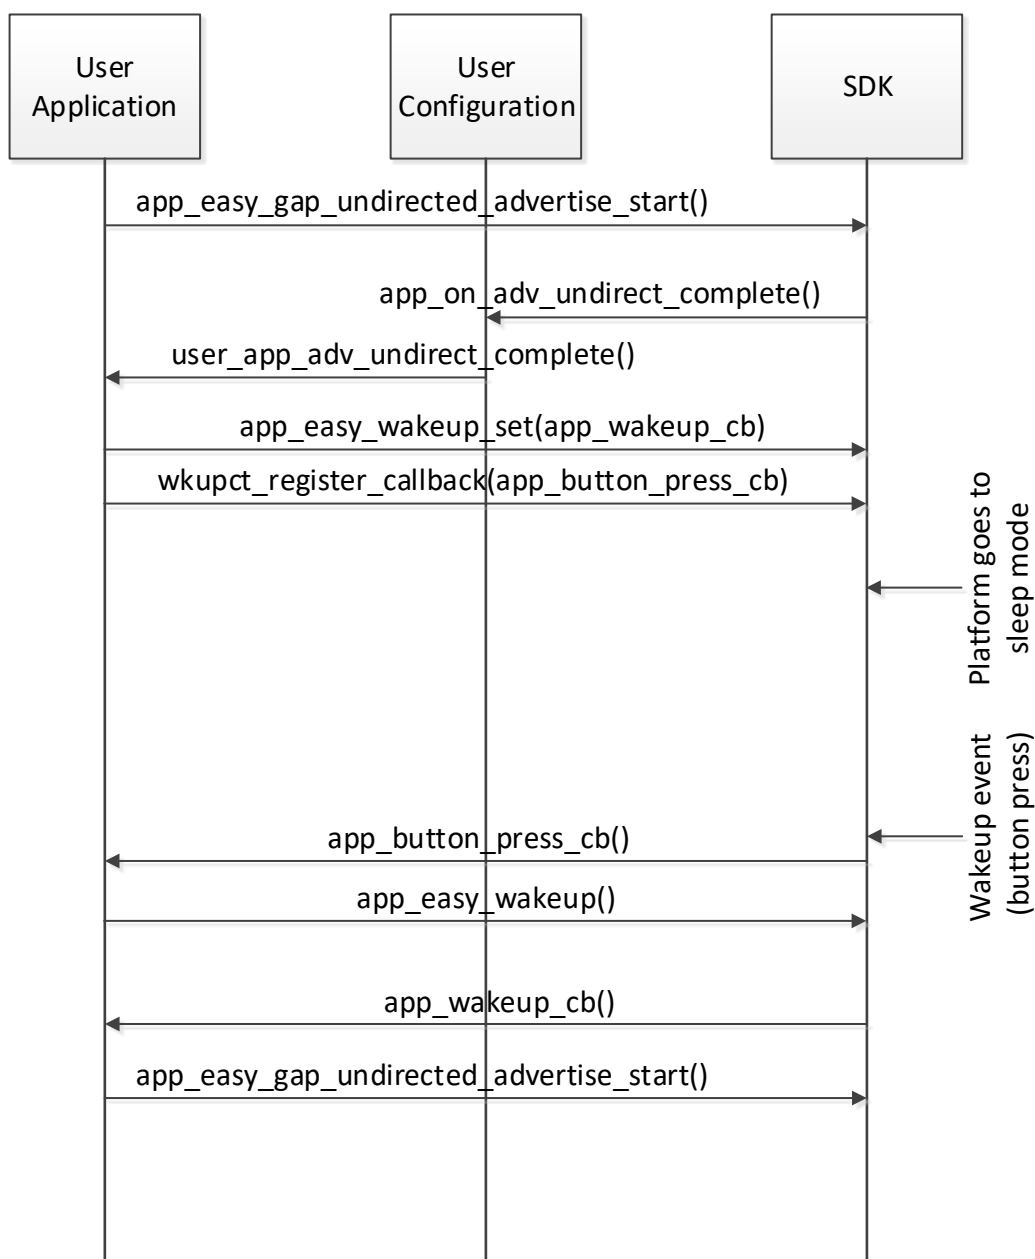 User
Application
User
Configuration
SDK
app_easy_gap_undirected_advertise_start()
app_on_adv_undirect_complete()
user_app_adv_undirect_complete()
app_easy_wakeup_set(app_wakeup_cb)
wkupct_register_callback(app_button_press_cb)
Platform goes to
sleep mode
Wakeup event
(button press)
app_button_press_cb()
app_easy_wakeup()
app_wakeup_cb()
app_easy_gap_undirected_advertise_start()